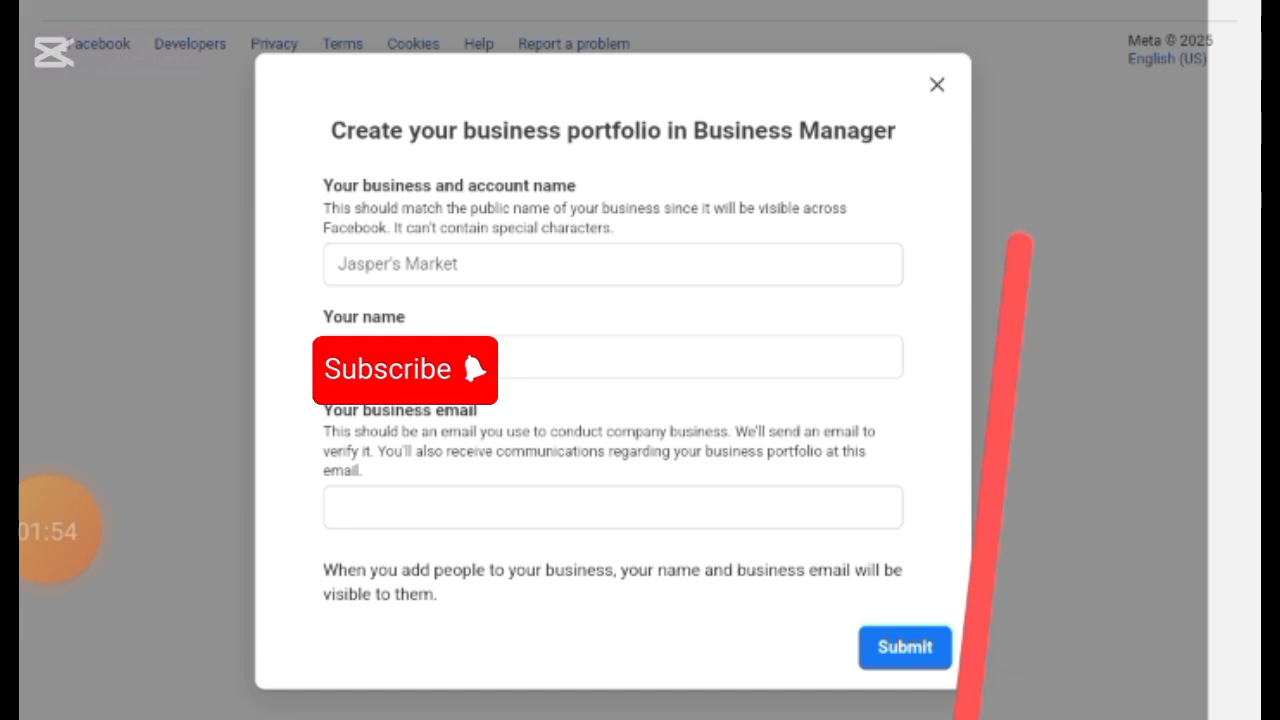 acebook Developers Privacy Terms Cookies Help Report a problem
Meta © 2025
English (US)
Create your business portfolio in Business Manager
Your business and account name
This should match the public name of your business since it will be visible across
Facebook. It can't contain special characters.
Jasper's Market
Your name
Subscribe
Your business email
This should be an email you use to conduct company business. We'll send an email to
verify it. You'll also receive communications regarding your business portfolio at this
email.
01:54
When you add people to your business, your name and business email will be
visible to them.
Submit